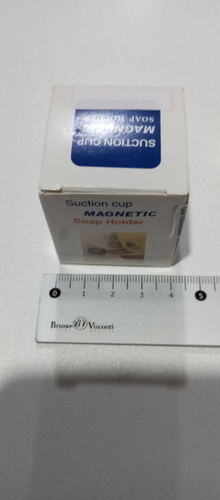 SUCTION CUP
MAGNETIC
SOAP HOLDER
Suction cup
MAGNETIC
Soap Holder
0 1 2 3 4 5
Bruno Visconti